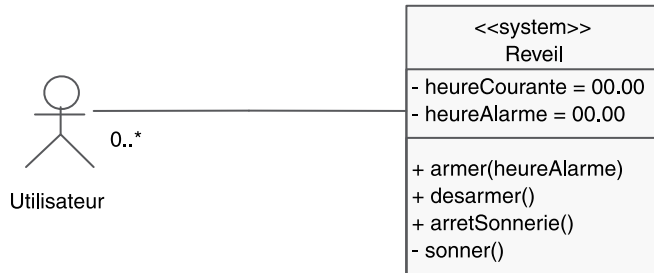 <<system>>
Reveil
- heureCourante = 00.00
- heureAlarme = 00.00
0..*
Utilisateur
+ armer(heureAlarme)
+ desarmer()
+ arretSonnerie()
- sonner()